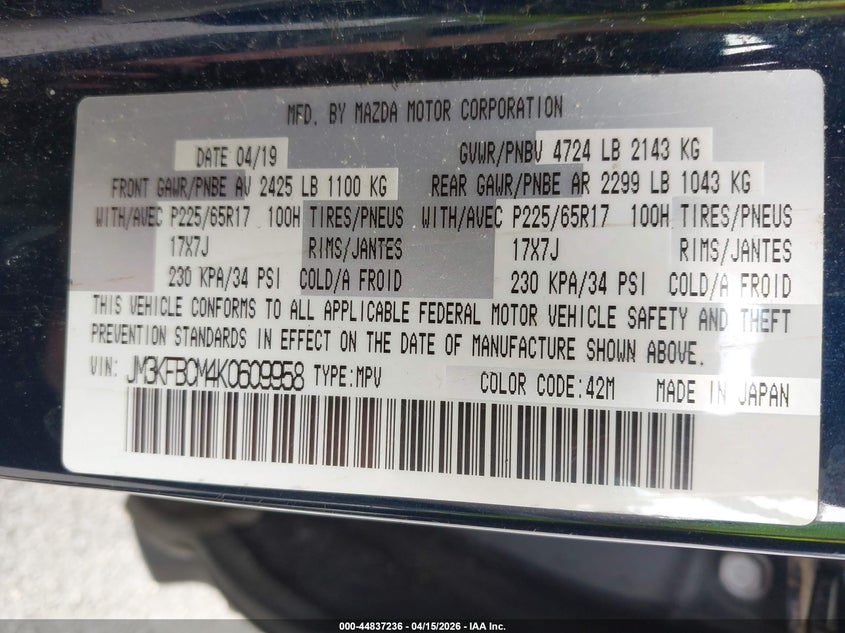 MFD. BY MAZDA MOTOR CORPORATION
DATE 04/19 GVWR/PNBV 4724 LB 2143 KG
FRONT GAWR/PNBE AV 2425 LB 1100 KG REAR GAWR/PNBE AR 2299 LB 1043 KG
WITH/AVEC P225/65R17 100H TIRES/PNEUS WITH/AVEC P225/65R17 100H TIRES/PNEUS
17X7J RIMS/JANTES 17X7J RIMS/JANTES
230 KPA/34 PSI COLD/A FROID 230 KPA/34 PSI COLD/A FROID
THIS VEHICLE CONFORMS TO ALL APPLICABLE FEDERAL MOTOR VEHICLE SAFETY AND THEFT
PREVENTION STANDARDS IN EFFECT ON THE DATE OF MANUFACTURE SHOWN ABOVE.
VIN: JM3KFBCM4K0609958 TYPE:MPV COLOR CODE:42M MADE IN JAPAN
000-44837236 - 04/15/2026 - IAA Inc.